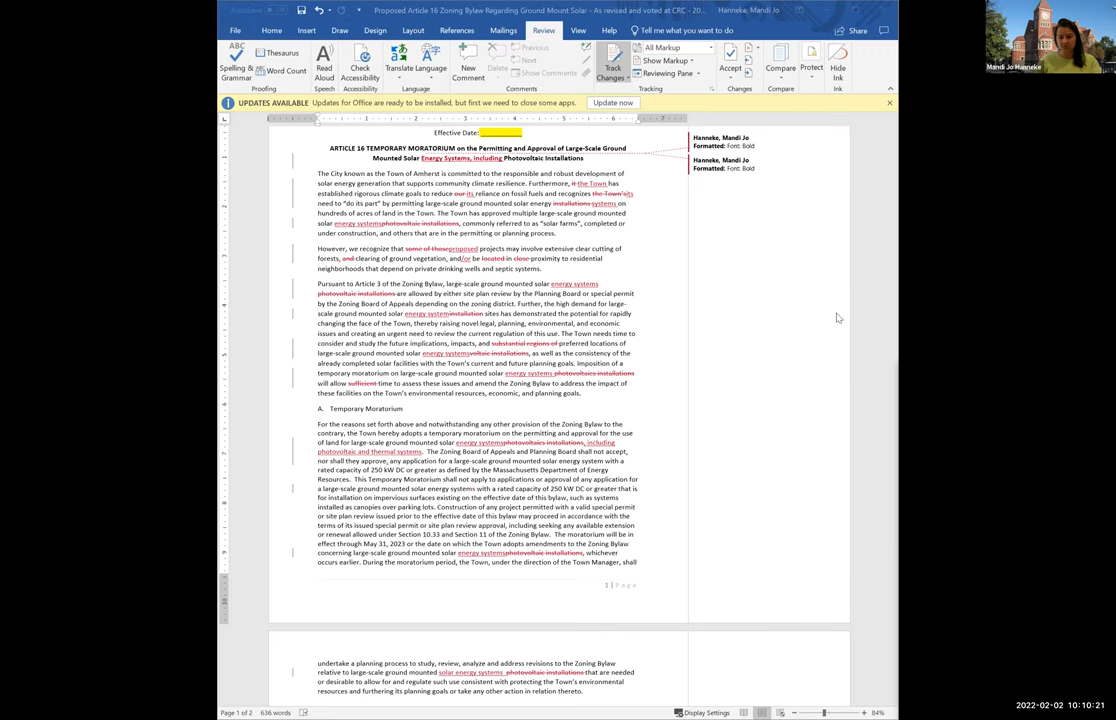 AutoSave Off
Proposed Article 16 Zoning Bylaw Regarding Ground Mount Solar - As revised and voted at CRC - 20...
Hanneke, Mandi Jo
File Home Insert Draw Design Layout References Mailings Review View Help Tell me what you want to do
Share
Spelling & Grammar
Thesaurus
Word Count
Proofing
Read Aloud
Speech
Check Accessibility
Accessibility
Translate
Language
Language
New Comment
Delete
Previous
Next
Show Comments
Comments
Track Changes
All Markup
Show Markup
Reviewing Pane
Tracking
Accept
Changes
Compare
Compare
Protect
Hide Ink
Ink
UPDATES AVAILABLE Updates for Office are ready to be installed, but first we need to close some apps. Update now
Effective Date:
ARTICLE 16 TEMPORARY MORATORIUM on the Permitting and Approval of Large-Scale Ground
Mounted Solar Energy Systems, including Photovoltaic Installations
The City known as the Town of Amherst is committed to the responsible and robust development of
solar energy generation that supports community climate resilience. Furthermore, it the Town has
established rigorous climate goals to reduce our its reliance on fossil fuels and recognizes the Town'sits
need to "do its part" by permitting large-scale ground mounted solar energy installations systems on
hundreds of acres of land in the Town. The Town has approved multiple large-scale ground mounted
solar energy systemsphotovoltaic installations, commonly referred to as "solar farms", completed or
under construction, and others that are in the permitting or planning process.
However, we recognize that some of thoseproposed projects may involve extensive clear cutting of
forests, and clearing of ground vegetation, and/or be located in close proximity to residential
neighborhoods that depend on private drinking wells and septic systems.
Pursuant to Article 3 of the Zoning Bylaw, large-scale ground mounted solar energy systems
photovoltaic installations are allowed by either site plan review by the Planning Board or special permit
by the Zoning Board of Appeals depending on the zoning district. Further, the high demand for large-
scale ground mounted solar energy systeminstallation sites has demonstrated the potential for rapidly
changing the face of the Town, thereby raising novel legal, planning, environmental, and economic
issues and creating an urgent need to review the current regulation of this use. The Town needs time to
consider and study the future implications, impacts, and substantial regions of preferred locations of
large-scale ground mounted solar energy systemsvoltaic installations, as well as the consistency of the
already completed solar facilities with the Town's current and future planning goals. Imposition of a
temporary moratorium on large-scale ground mounted solar energy systems photovoltaics installations
will allow sufficient time to assess these issues and amend the Zoning Bylaw to address the impact of
these facilities on the Town's environmental resources, economic, and planning goals.
A. Temporary Moratorium
For the reasons set forth above and notwithstanding any other provision of the Zoning Bylaw to the
contrary, the Town hereby adopts a temporary moratorium on the permitting and approval for the use
of land for large-scale ground mounted solar energy systemsphotovoltaics installations, including
photovoltaic and thermal systems. The Zoning Board of Appeals and Planning Board shall not accept,
nor shall they approve, any application for a large-scale ground mounted solar energy system with a
rated capacity of 250 kW DC or greater as defined by the Massachusetts Department of Energy
Resources. This Temporary Moratorium shall not apply to applications or approval of any application for
a large-scale ground mounted solar energy systems with a rated capacity of 250 kW DC or greater that is
for installation on impervious surfaces existing on the effective date of this bylaw, such as systems
installed as canopies over parking lots. Construction of any project permitted with a valid special permit
or site plan review issued prior to the effective date of this bylaw may proceed in accordance with the
terms of its issued special permit or site plan review approval, including seeking any available extension
or renewal allowed under Section 10.33 and Section 11 of the Zoning Bylaw. The moratorium will be in
effect through May 31, 2023 or the date on which the Town adopts amendments to the Zoning Bylaw
concerning large-scale ground mounted solar energy systemsphotovoltaic installations, whichever
occurs earlier. During the moratorium period, the Town, under the direction of the Town Manager, shall
1 | Page
undertake a planning process to study, review, analyze and address revisions to the Zoning Bylaw
relative to large-scale ground mounted solar energy systems photovoltaic installations that are needed
or desirable to allow for and regulate such use consistent with protecting the Town's environmental
resources and furthering its planning goals or take any other action in relation thereto.
Hanneke, Mandi Jo
Formatted: Font: Bold
Hanneke, Mandi Jo
Formatted: Font: Bold
Page 1 of 2 636 words
Display Settings
84%
Mandi Jo Hanneke
2022-02-02 10:10:21